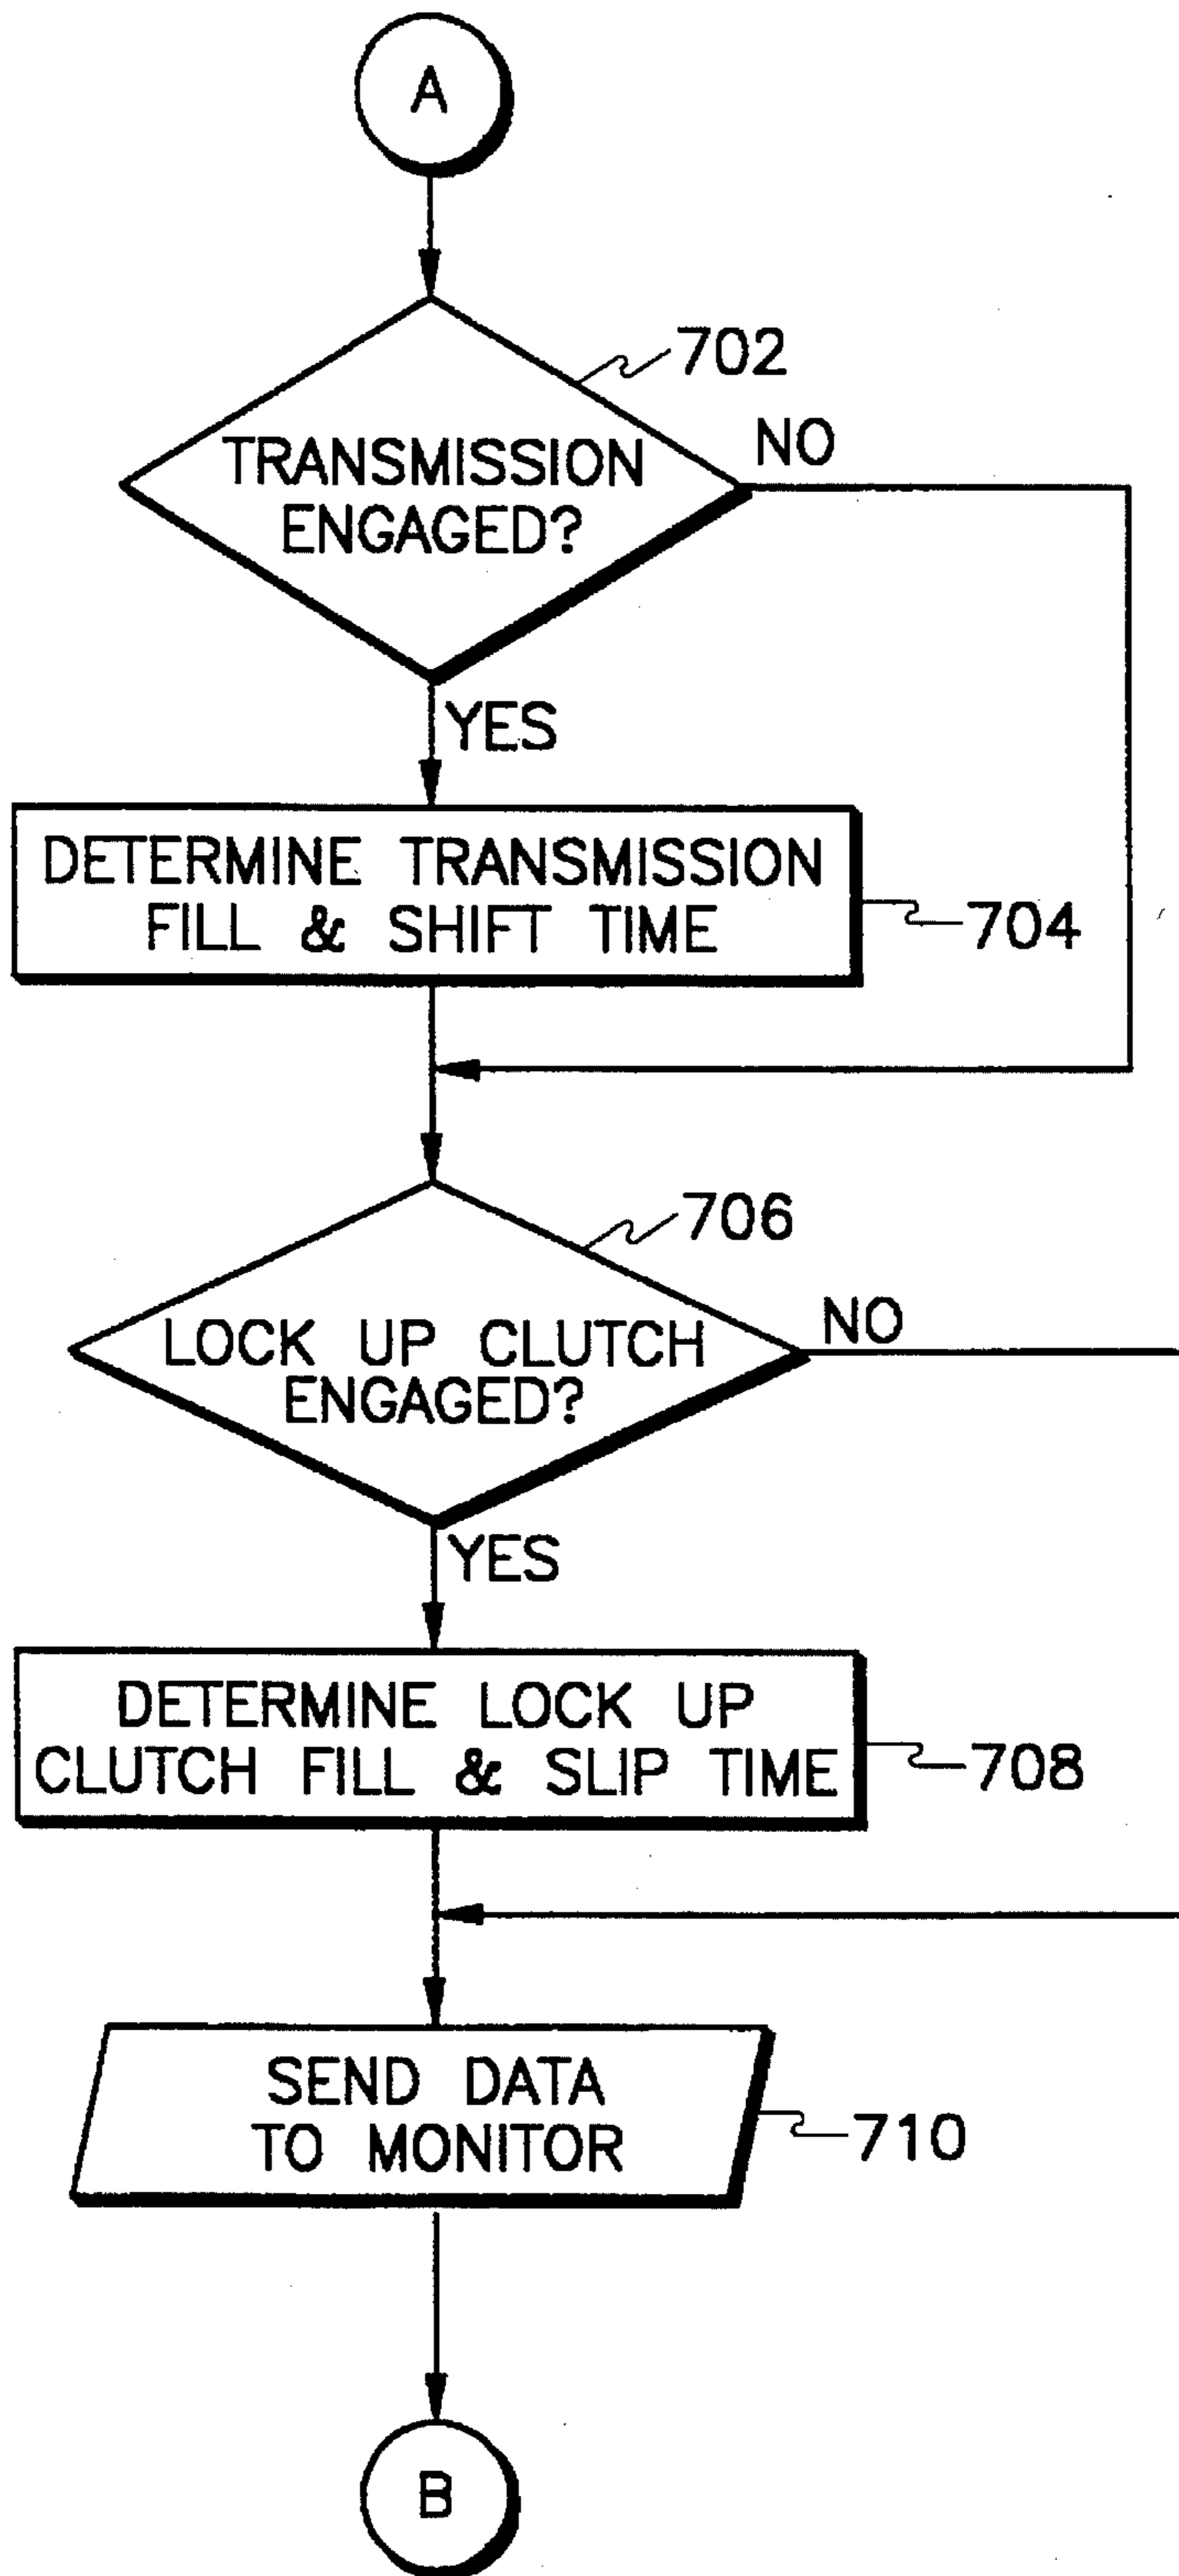 A
702
NO
TRANSMISSION
ENGAGED?
YES
DETERMINE TRANSMISSION
FILL & SHIFT TIME
704
706
NO
LOCK UP CLUTCH
ENGAGED?
YES
DETERMINE LOCK UP
CLUTCH FILL & SLIP TIME
708
SEND DATA
TO MONITOR
710
B